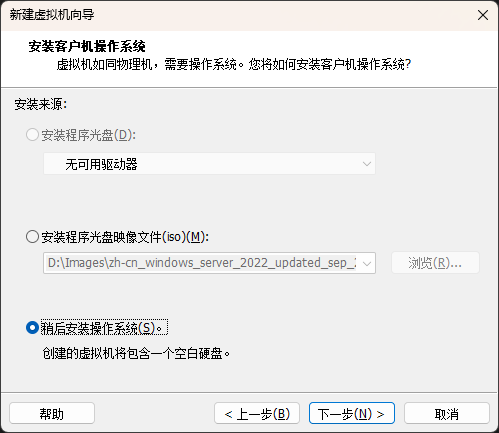 新建虚拟机向导
安装客户机操作系统
虚拟机如同物理机，需要操作系统。您将如何安装客户机操作系统?
安装来源:
安装程序光盘(D):
无可用驱动器
安装程序光盘映像文件(iso)(M):
D:\Images\zh-cn_windows_server_2022_updated_sep_2
浏览(R)...
稍后安装操作系统(S)。
创建的虚拟机将包含一个空白硬盘。
帮助
< 上一步(B)
下一步(N) >
取消